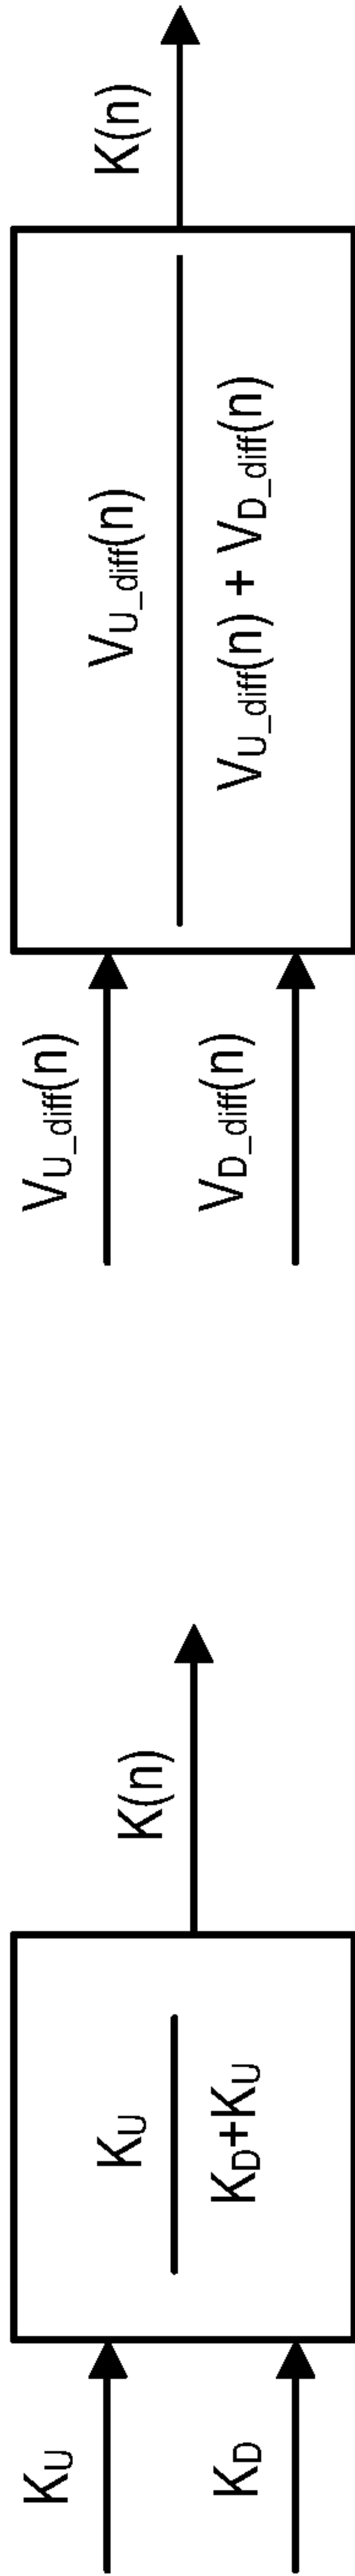 K_U
K_D
K_U
K_D+K_U
K(n)
V_U_diff(n)
V_D_diff(n)
V_U_diff(n)
V_U_diff(n) + V_D_diff(n)
K(n)